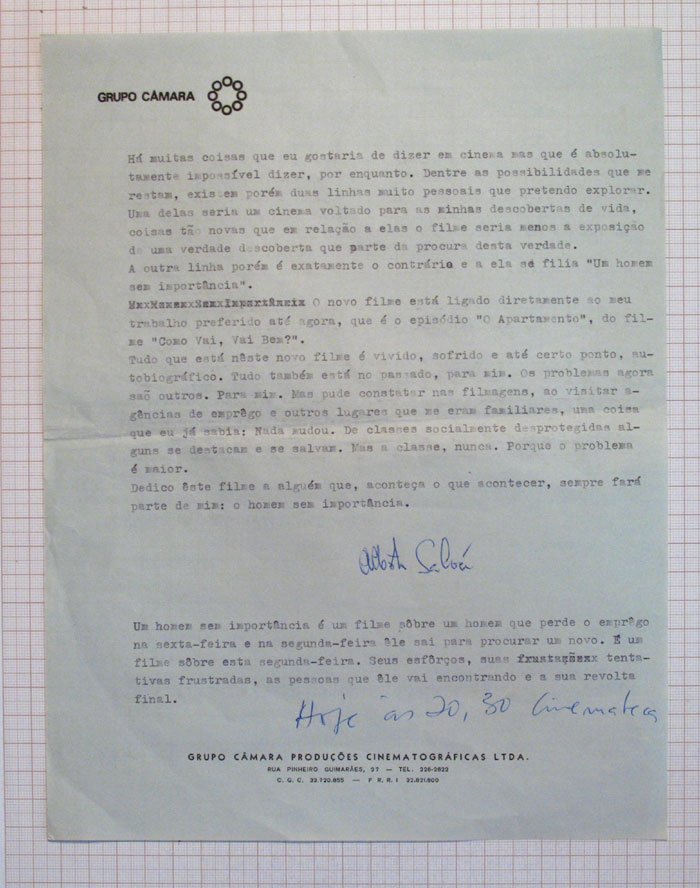 GRUPO CÂMARA
Há muitas coisas que eu gostaria de dizer em cinema mas que é absolu-
tamente impossível dizer, por enquanto. Dentre as possibilidades que me
restam, existem porém duas linhas muito pessoais que pretendo explorar.
Uma delas seria um cinema voltado para as minhas descobertas de vida,
coisas tão novas que em relação a elas o filme seria menos a exposição
de uma verdade descoberta que parte da procura desta verdade.
A outra linha porém é exatamente o contrário e a ela se filia "Um homem
sem importância".
O novo filme está ligado diretamente ao meu
trabalho preferido até agora, que é o episódio "O Apartamento", do fil-
me "Como Vai, Vai Bem?".
Tudo que está nêste novo filme é vivido, sofrido e até certo ponto, au-
tobiográfico. Tudo também está no passado, para mim. Os problemas agora
são outros. Para mim. Mas pude constatar nas filmagens, ao visitar a-
gências de emprêgo e outros lugares que me eram familiares, uma coisa
que eu já sabia: Nada mudou. De classes socialmente desprotegidas al-
guns se destacam e se salvam. Mas a classe, nunca. Porque o problema
é maior.
Dedico êste filme a alguém que, aconteça o que acontecer, sempre fará
parte de mim: o homem sem importância.
Alberto Salvá
Um homem sem importância é um filme sôbre um homem que perde o emprêgo
na sexta-feira e na segunda-feira êle sai para procurar um novo. É um
filme sôbre esta segunda-feira. Seus esfôrços, suas tenta-
tivas frustradas, as pessoas que êle vai encontrando e a sua revolta
final.
Hoje às 20,30 Cinemateca
GRUPO CÂMARA PRODUÇÕES CINEMATOGRÁFICAS LTDA.
RUA PINHEIRO GUIMARÃES, 57 — TEL. 226-2622
C. G. C. 33.720.855 — F R R I 33.821.800